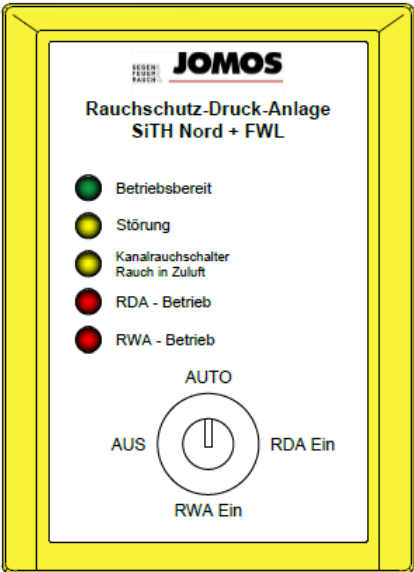 GEGEN
FEUER
RAUCH
JOMOS
Rauchschutz-Druck-Anlage
SiTH Nord + FWL
Betriebsbereit
Störung
Kanalrauchschalter
Rauch in Zuluft
RDA - Betrieb
RWA - Betrieb
AUTO
AUS
RDA Ein
RWA Ein